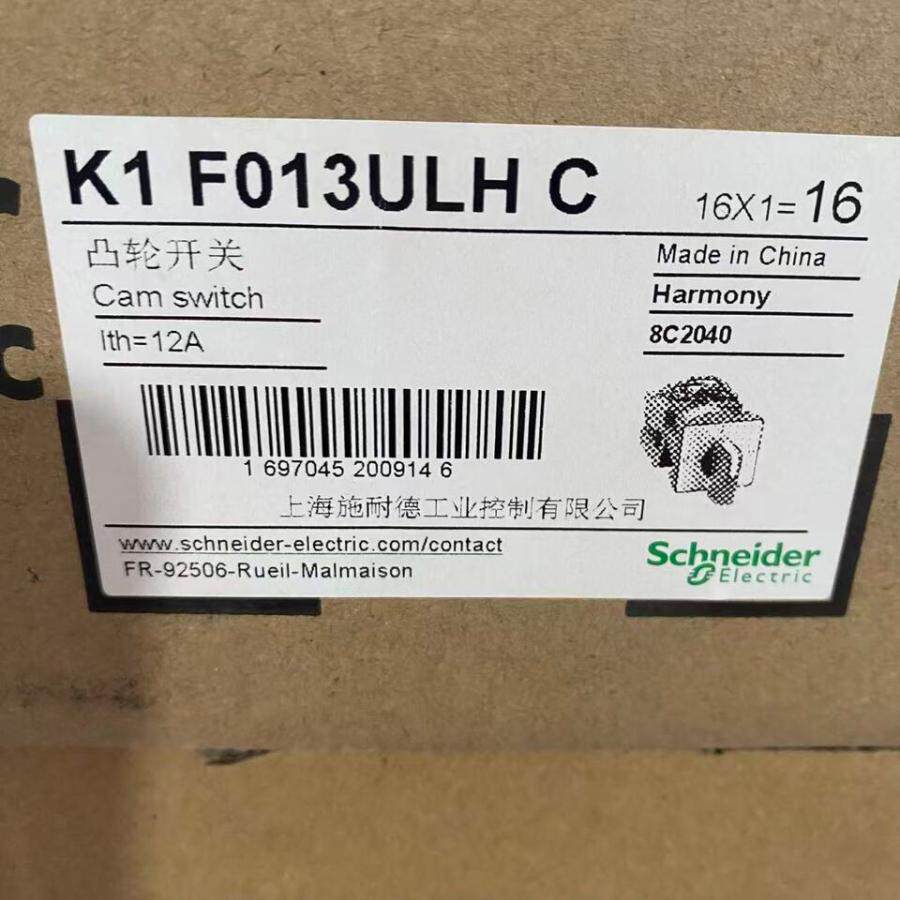 K1 F013ULH C
16X1=16
凸轮开关
Cam switch
Ith=12A
Made in China
Harmony
8C2040
1 697045 200914 6
上海施耐德工业控制有限公司
www.schneider-electric.com/contact
FR-92506-Rueil-Malmaison
Schneider
Electric